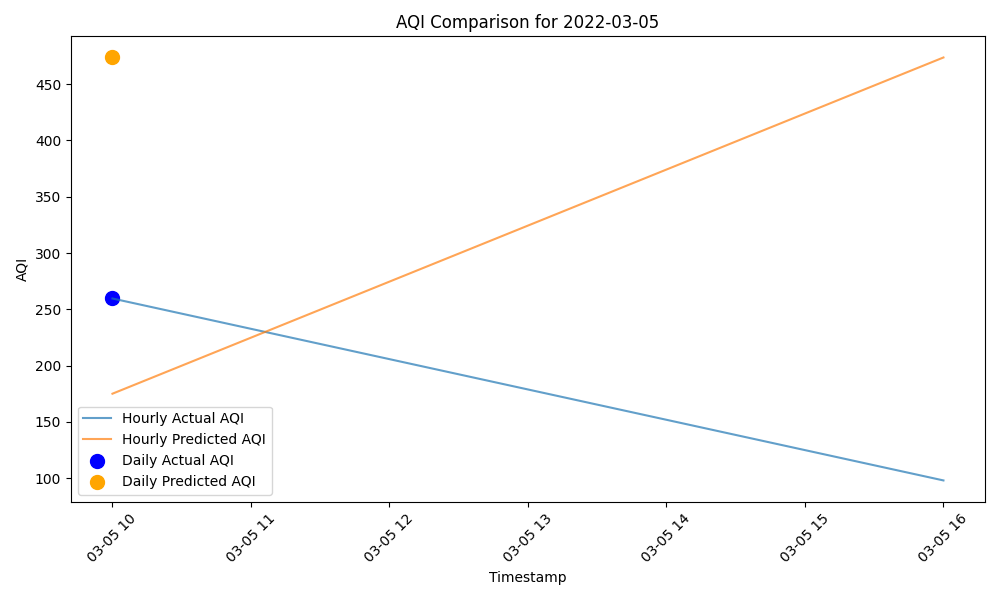 AQI Comparison for 2022-03-05
AQI
450
400
350
300
250
200
150
100
Hourly Actual AQI
Hourly Predicted AQI
Daily Actual AQI
Daily Predicted AQI
03-05 10
03-05 11
03-05 12
03-05 13
03-05 14
03-05 15
03-05 16
Timestamp